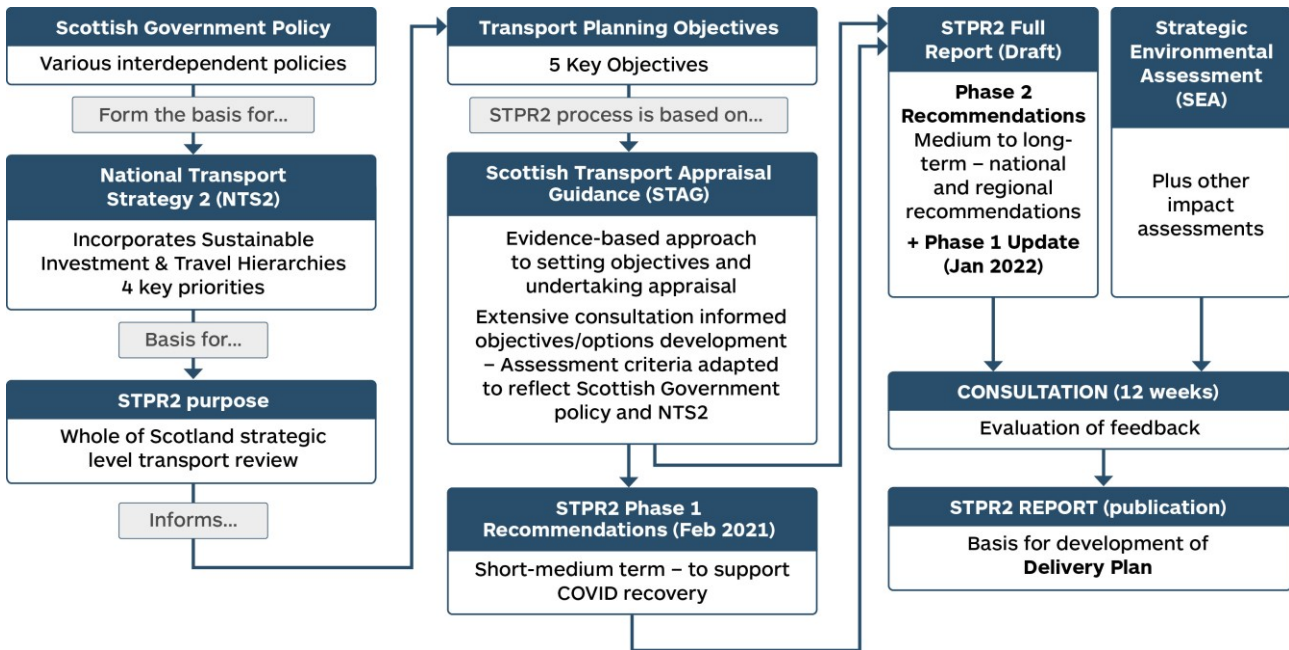 Scottish Government Policy
Various interdependent policies
Form the basis for...
National Transport
Strategy 2 (NTS2)
Incorporates Sustainable
Investment & Travel Hierarchies
4 key priorities
Basis for...
STPR2 purpose
Whole of Scotland strategic
level transport review
Informs...
Transport Planning Objectives
5 Key Objectives
STPR2 process is based on...
Scottish Transport Appraisal
Guidance (STAG)
Evidence-based approach
to setting objectives and
undertaking appraisal
Extensive consultation informed
objectives/options development
– Assessment criteria adapted
to reflect Scottish Government
policy and NTS2
STPR2 Phase 1
Recommendations (Feb 2021)
Short-medium term – to support
COVID recovery
STPR2 Full
Report (Draft)
Phase 2
Recommendations
Medium to long-
term – national
and regional
recommendations
+ Phase 1 Update
(Jan 2022)
Strategic
Environmental
Assessment
(SEA)
Plus other
impact
assessments
CONSULTATION (12 weeks)
Evaluation of feedback
STPR2 REPORT (publication)
Basis for development of
Delivery Plan